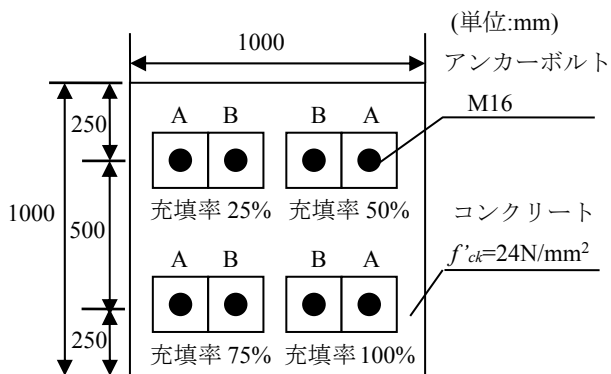 (単位:mm)
1000
アンカーボルト
M16
250
A B B A
充填率 25% 充填率 50%
1000
500
コンクリート
f'ck=24N/mm²
A B B A
250
充填率 75% 充填率 100%